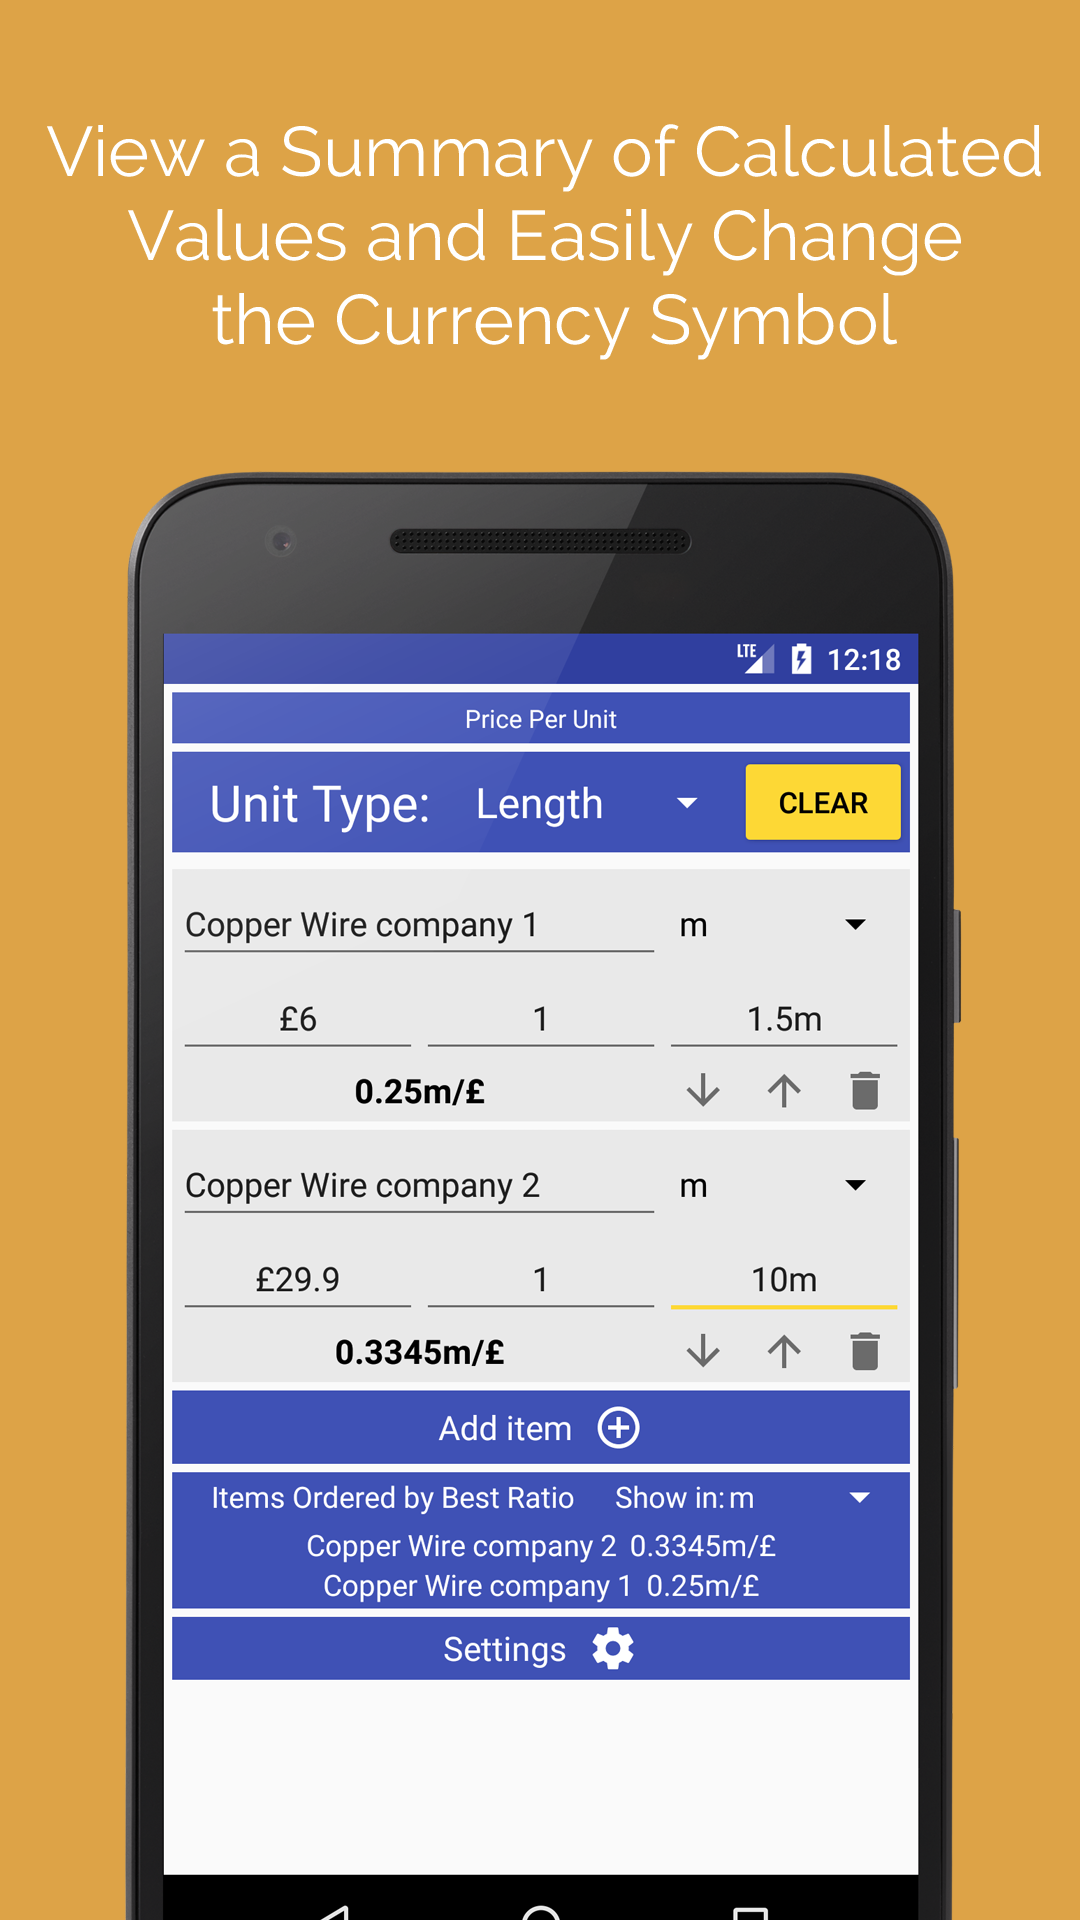 View a Summary of Calculated
Values and Easily Change
the Currency Symbol
LTE 12:18
Price Per Unit
Unit Type: Length CLEAR
Copper Wire company 1 m
£6 1 1.5m
0.25m/£
Copper Wire company 2 m
£29.9 1 10m
0.3345m/£
Add item
Items Ordered by Best Ratio Show in: m
Copper Wire company 2 0.3345m/£
Copper Wire company 1 0.25m/£
Settings